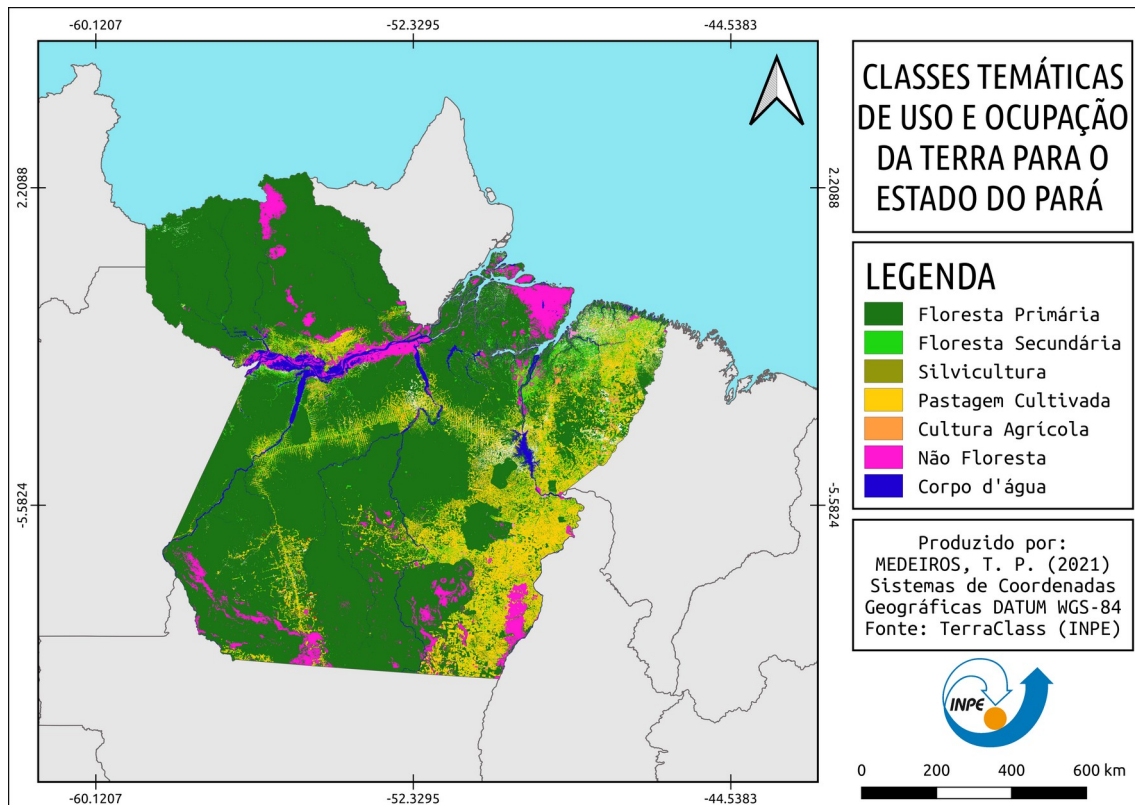 -60.1207
-52.3295
-44.5383
2.2088
2.2088
-5.5824
-5.5824
-60.1207
-52.3295
-44.5383
CLASSES TEMÁTICAS
DE USO E OCUPAÇÃO
DA TERRA PARA O
ESTADO DO PARÁ
LEGENDA
Floresta Primária
Floresta Secundária
Silvicultura
Pastagem Cultivada
Cultura Agrícola
Não Floresta
Corpo d'água
Produzido por:
MEDEIROS, T. P. (2021)
Sistemas de Coordenadas
Geográficas DATUM WGS-84
Fonte: TerraClass (INPE)
INPE
0 200 400 600 km